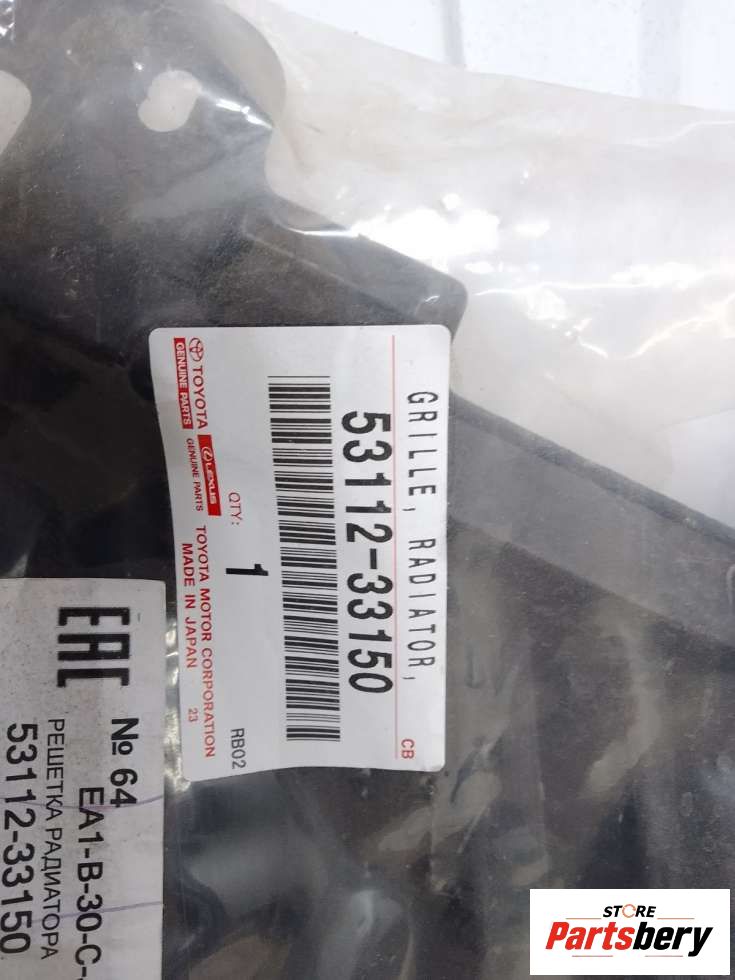 GRILLE, RADIATOR,
53112-33150
CB
TOYOTA
GENUINE PARTS
LEXUS
GENUINE PARTS
QTY:
1
TOYOTA MOTOR CORPORATION
MADE IN JAPAN
23
RB02
EAC
№ 64
EA1-B-30-C-
РЕШЕТКА РАДИАТОРА
53112-33150
STORE
Partsbery